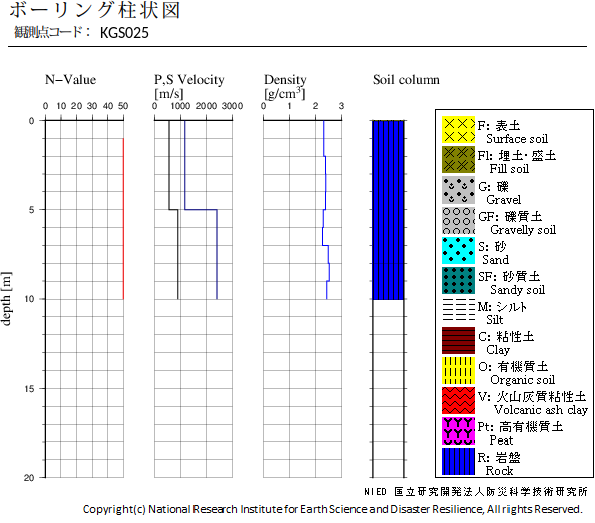 ボーリング柱状図
観測点コード： KGS025
N-Value
0 10 20 30 40 50
P,S Velocity
[m/s]
0 1000 2000 3000
Density
[g/cm3]
0 1 2 3
Soil column
depth [m]
0
5
10
15
20
F: 表土
Surface soil
Fl: 埋土・盛土
Fill soil
G: 礫
Gravel
GF: 礫質土
Gravelly soil
S: 砂
Sand
SF: 砂質土
Sandy soil
M: シルト
Silt
C: 粘性土
Clay
O: 有機質土
Organic soil
V: 火山灰質粘性土
Volcanic ash clay
Pt: 高有機質土
Peat
R: 岩盤
Rock
NIED 国立研究開発法人防災科学技術研究所
Copyright(c) National Research Institute for Earth Science and Disaster Resilience, All rights Reserved.